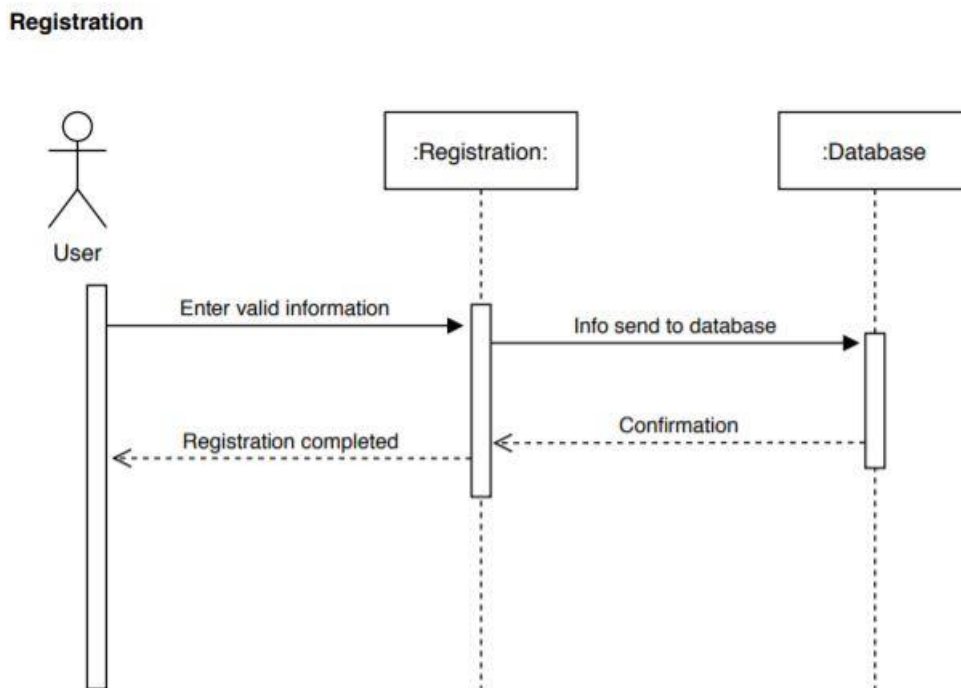 Registration
:Registration:
:Database
User
Enter valid information
Info send to database
Confirmation
Registration completed